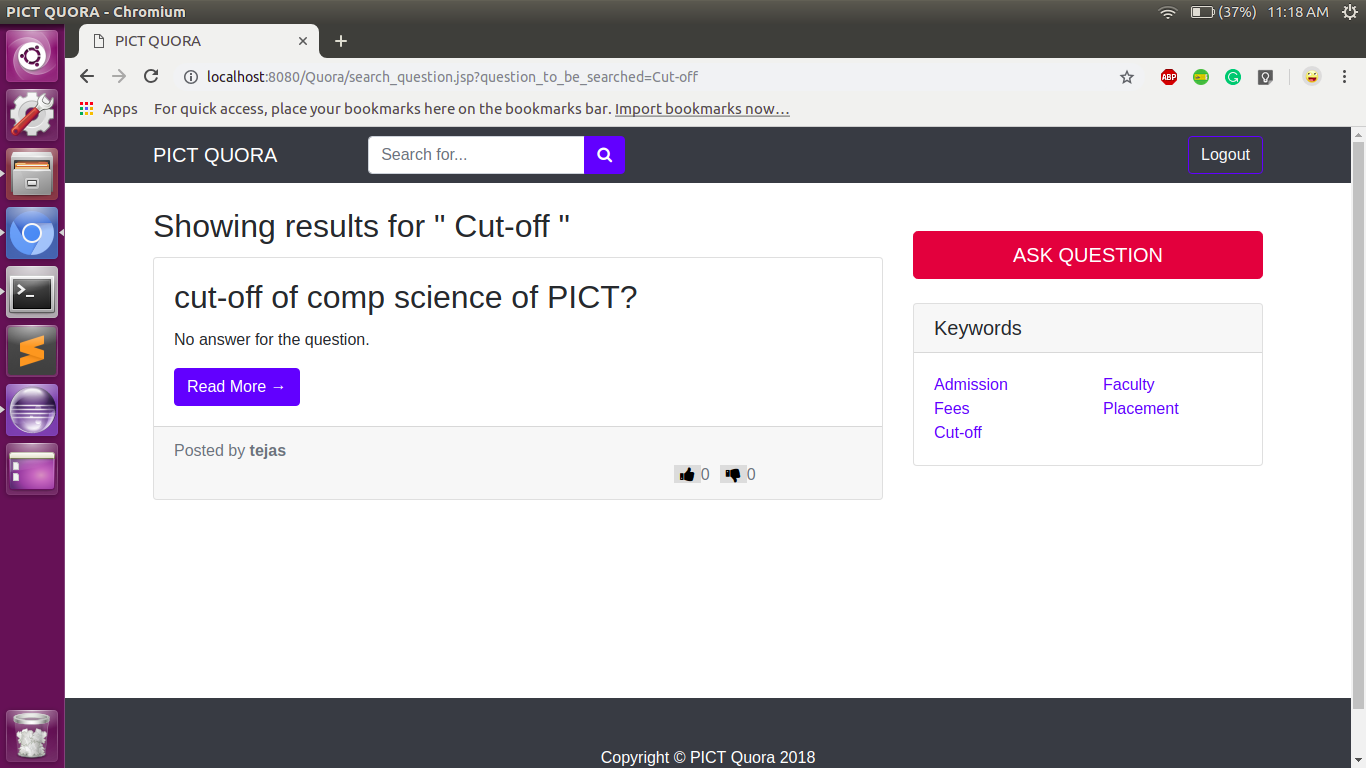 PICT QUORA - Chromium
(37%) 11:18 AM
PICT QUORA
localhost:8080/Quora/search_question.jsp?question_to_be_searched=Cut-off
ABP
Apps For quick access, place your bookmarks here on the bookmarks bar. Import bookmarks now…
PICT QUORA
Search for...
Logout
Showing results for " Cut-off "
cut-off of comp science of PICT?
No answer for the question.
Read More →
Posted by tejas
0 0
ASK QUESTION
Keywords
Admission Faculty
Fees Placement
Cut-off
Copyright © PICT Quora 2018